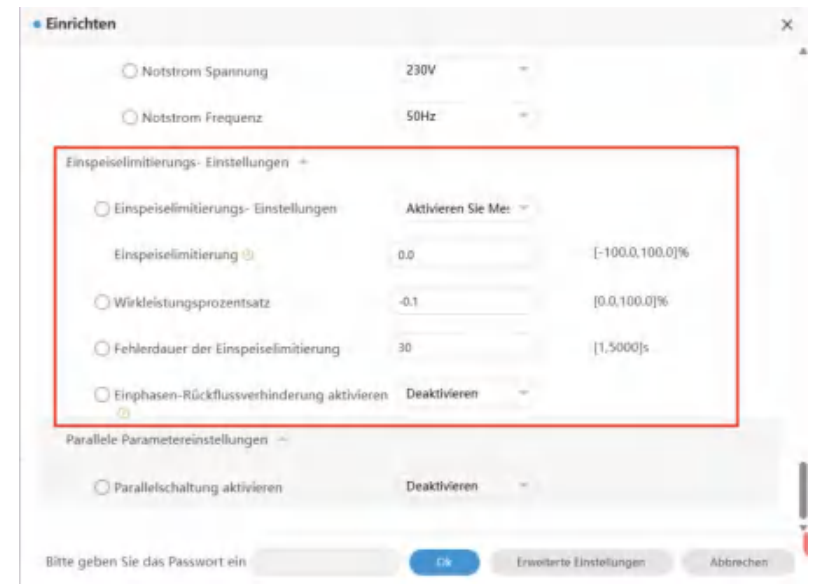 Einrichten
Notstrom Spannung 230V
Notstrom Frequenz 50Hz
Einspeiselimitierungs- Einstellungen
Einspeiselimitierungs- Einstellungen Aktivieren Sie Me:
Einspeiselimitierung 0.0 [-100.0,100.0]%
Wirkleistungsprozentsatz -0.1 [0.0,100.0]%
Fehlerdauer der Einspeiselimitierung 30 [1,5000]s
Einphasen-Rückflussverhinderung aktivieren Deaktivieren
Parallele Parametereinstellungen
Parallelschaltung aktivieren Deaktivieren
Bitte geben Sie das Passwort ein Ok Erweiterte Einstellungen Abbrechen